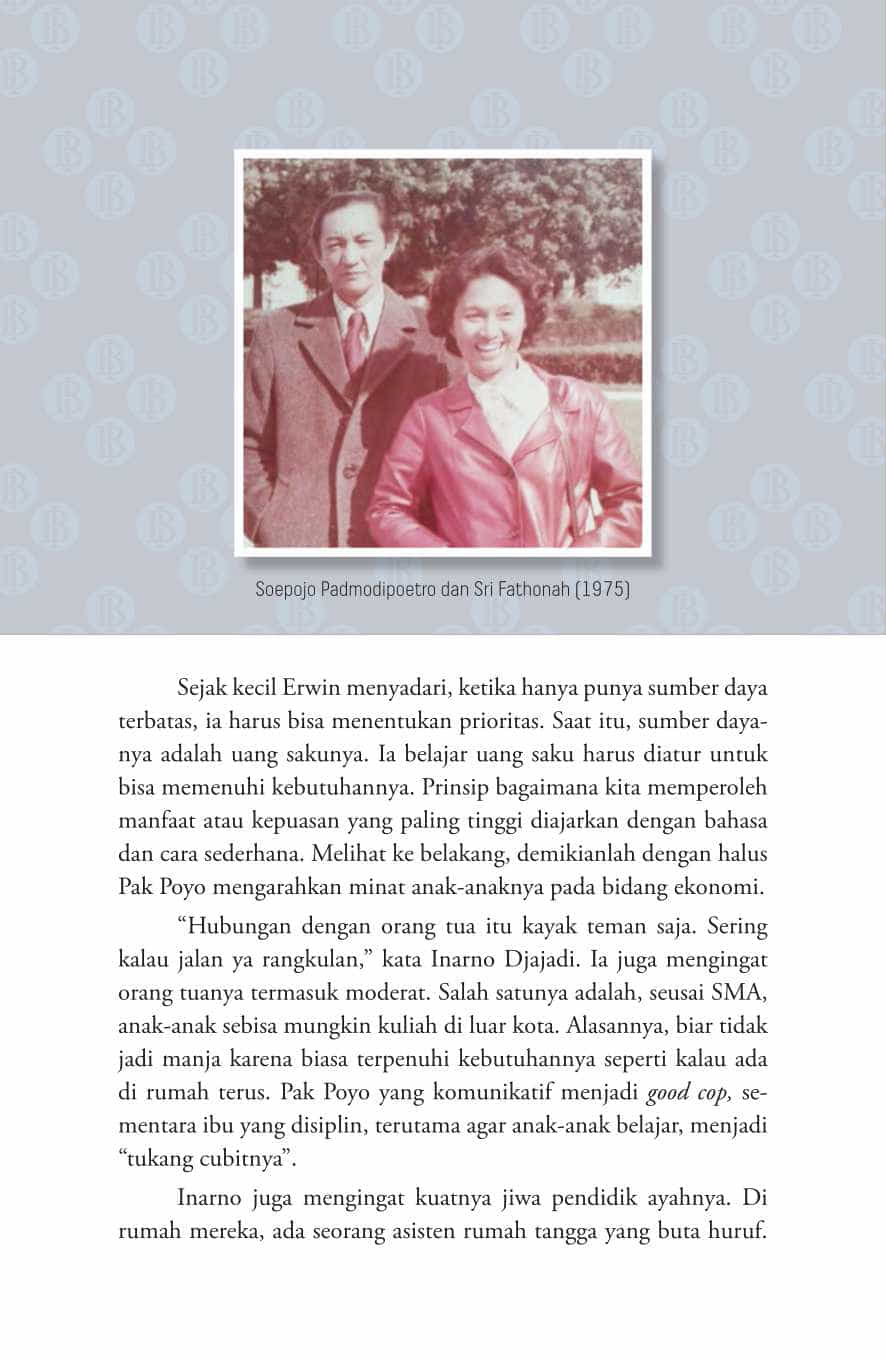 Soepojo Padmodipoetro dan Sri Fathonah (1975)
Sejak kecil Erwin menyadari, ketika hanya punya sumber daya
terbatas, ia harus bisa menentukan prioritas. Saat itu, sumber daya-
nya adalah uang sakunya. Ia belajar uang saku harus diatur untuk
bisa memenuhi kebutuhannya. Prinsip bagaimana kita memperoleh
manfaat atau kepuasan yang paling tinggi diajarkan dengan bahasa
dan cara sederhana. Melihat ke belakang, demikianlah dengan halus
Pak Poyo mengarahkan minat anak-anaknya pada bidang ekonomi.
“Hubungan dengan orang tua itu kayak teman saja. Sering
kalau jalan ya rangkulan,” kata Inarno Djajadi. Ia juga mengingat
orang tuanya termasuk moderat. Salah satunya adalah, seusai SMA,
anak-anak sebisa mungkin kuliah di luar kota. Alasannya, biar tidak
jadi manja karena biasa terpenuhi kebutuhannya seperti kalau ada
di rumah terus. Pak Poyo yang komunikatif menjadi good cop, se-
mentara ibu yang disiplin, terutama agar anak-anak belajar, menjadi
“tukang cubitnya”.
Inarno juga mengingat kuatnya jiwa pendidik ayahnya. Di
rumah mereka, ada seorang asisten rumah tangga yang buta huruf.